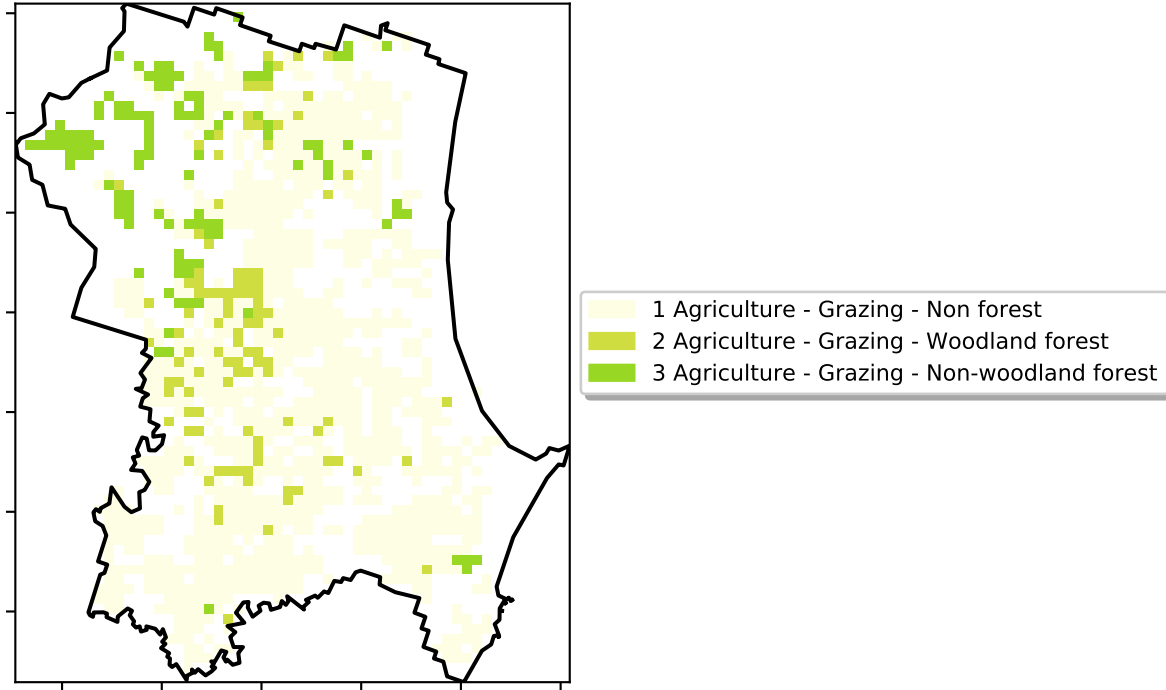 1 Agriculture - Grazing - Non forest
2 Agriculture - Grazing - Woodland forest
3 Agriculture - Grazing - Non-woodland forest